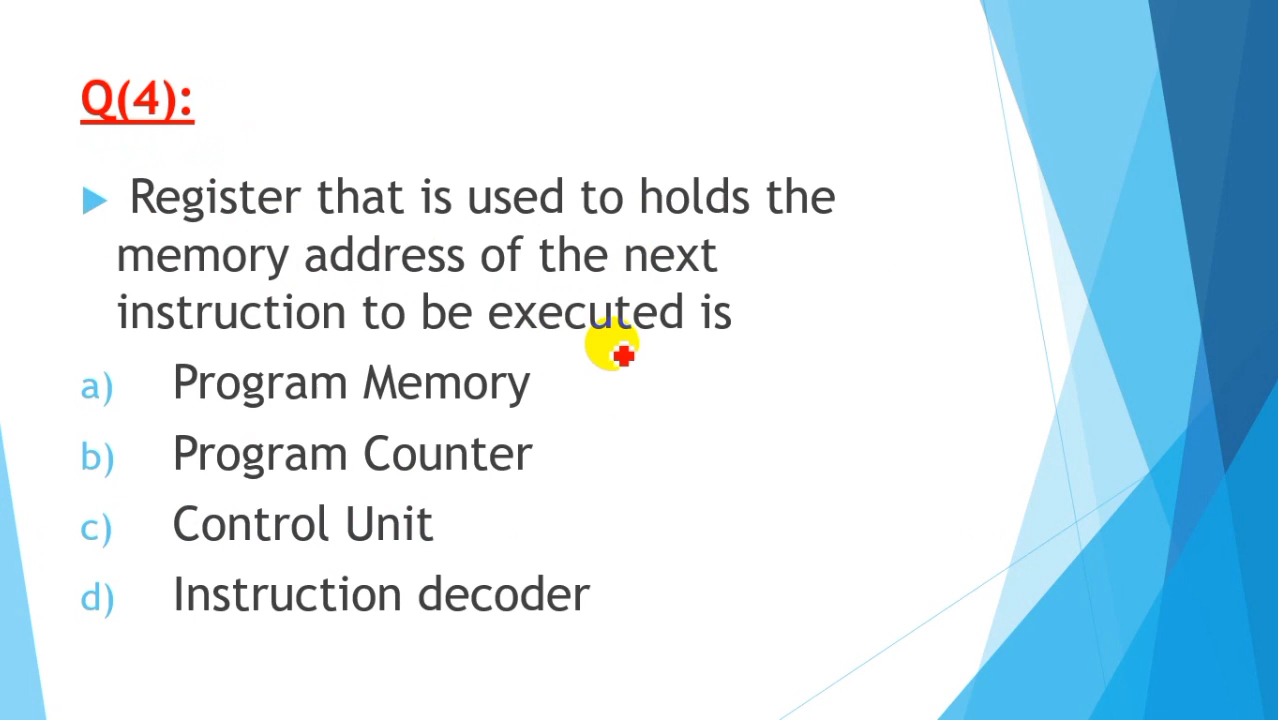 Q(4):
Register that is used to holds the
memory address of the next
instruction to be executed is
a) Program Memory
b) Program Counter
c) Control Unit
d) Instruction decoder